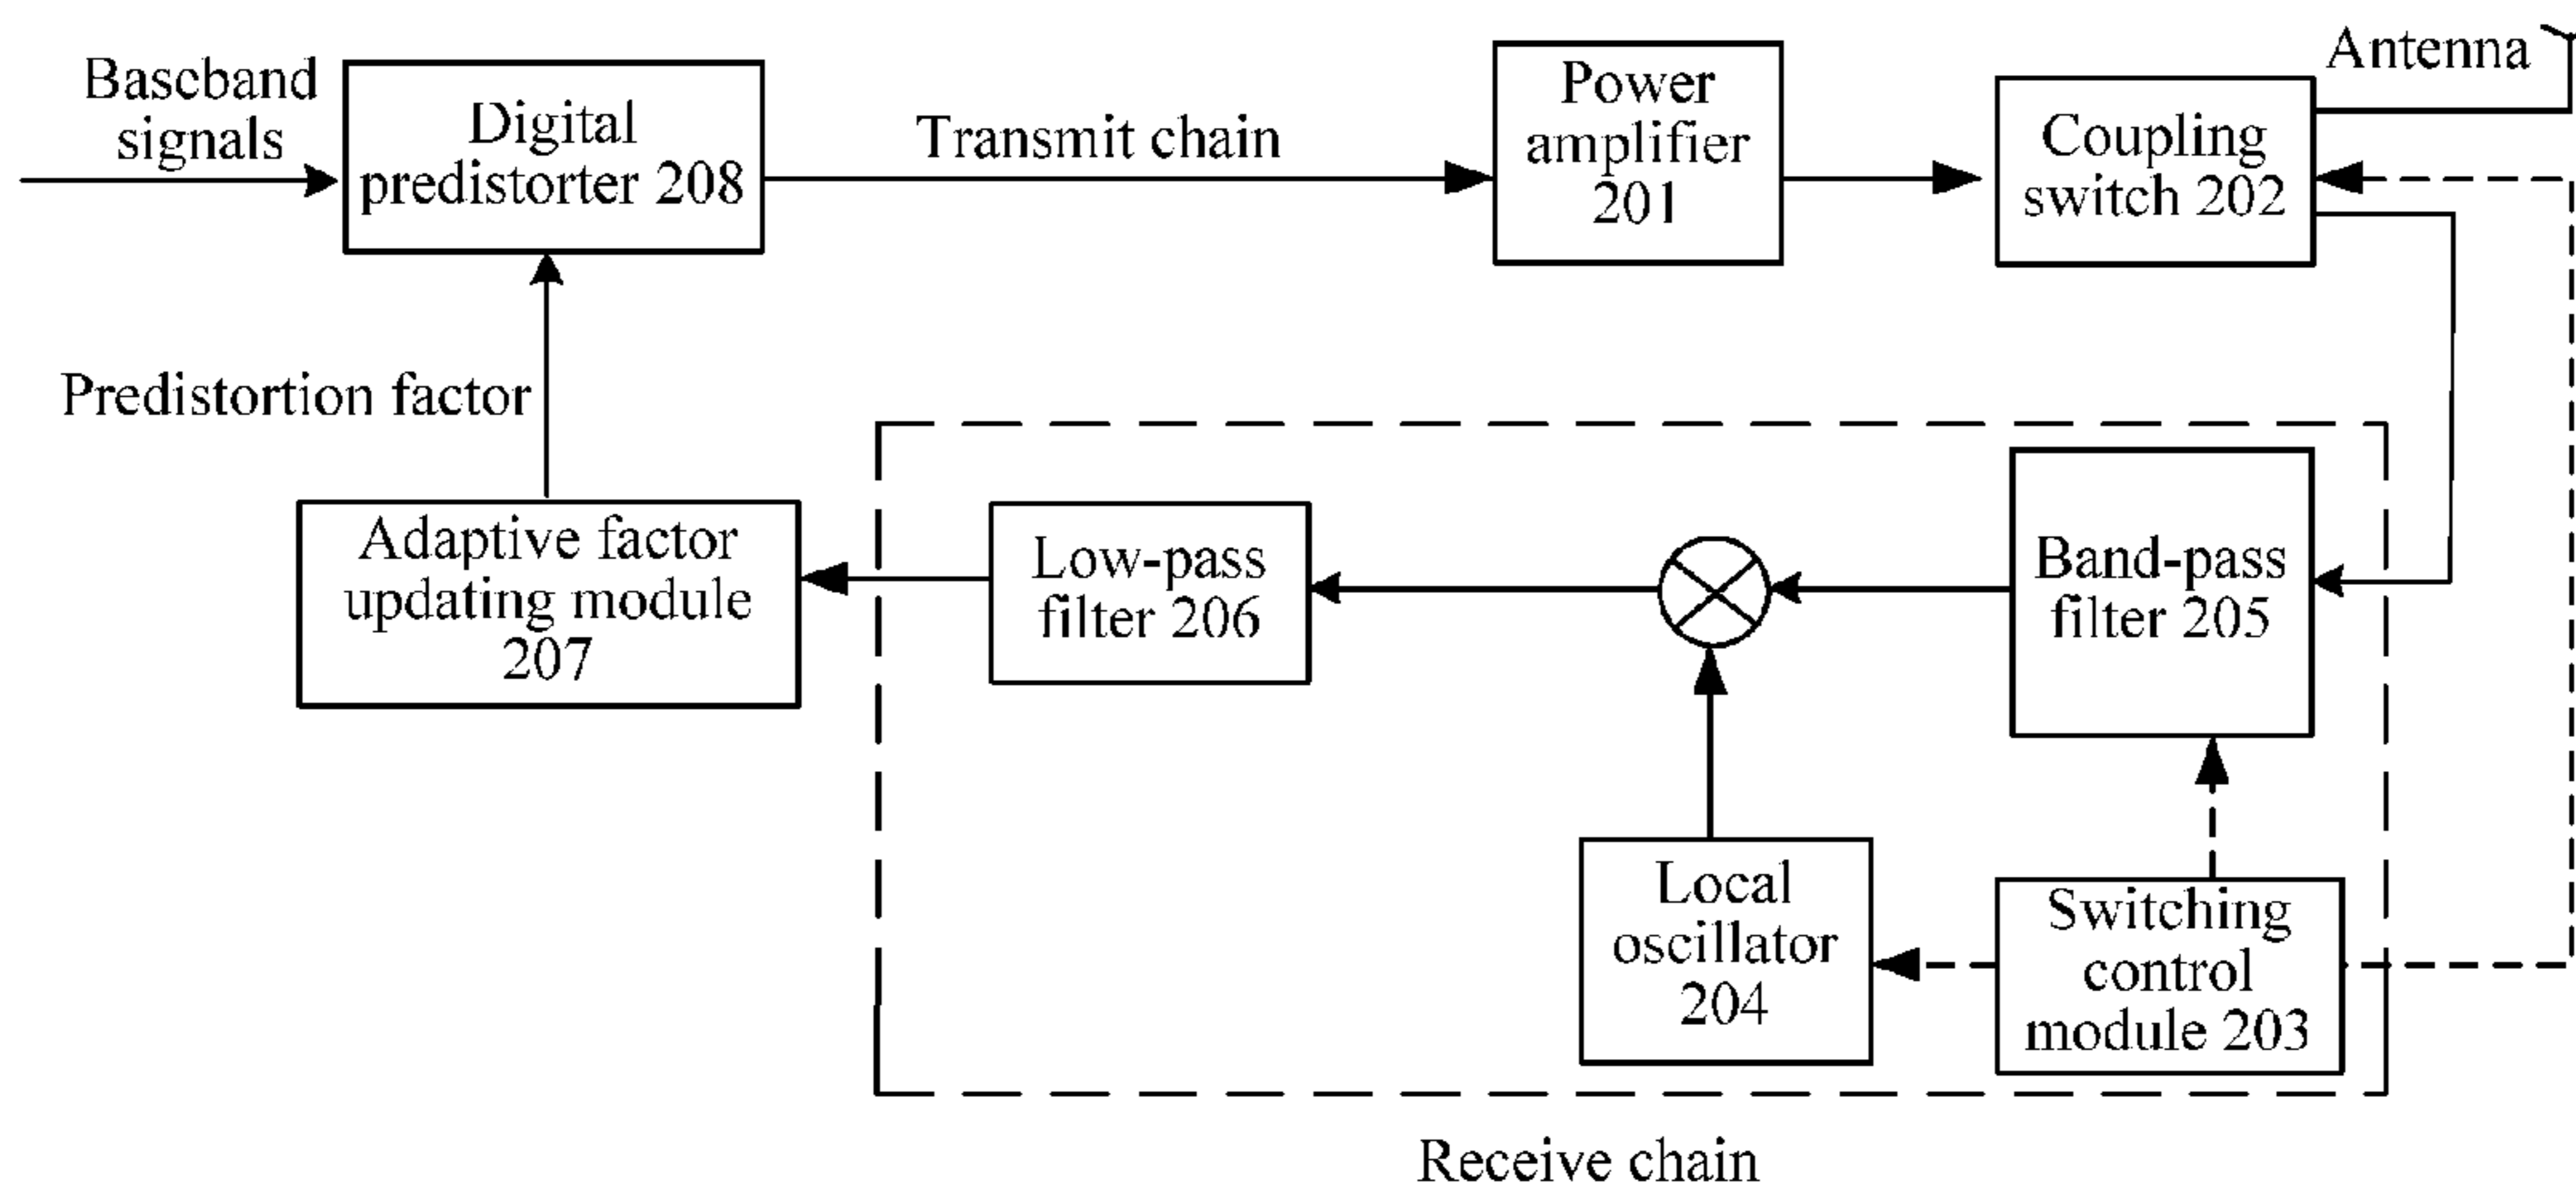 Bascband
signals
Digital
predistorter 208
Transmit chain
Power
amplifier
201
Coupling
switch 202
Antenna
Predistortion factor
Adaptive factor
updating module
207
Low-pass
filter 206
Band-pass
filter 205
Local
oscillator
204
Switching
control
module 203
Receive chain